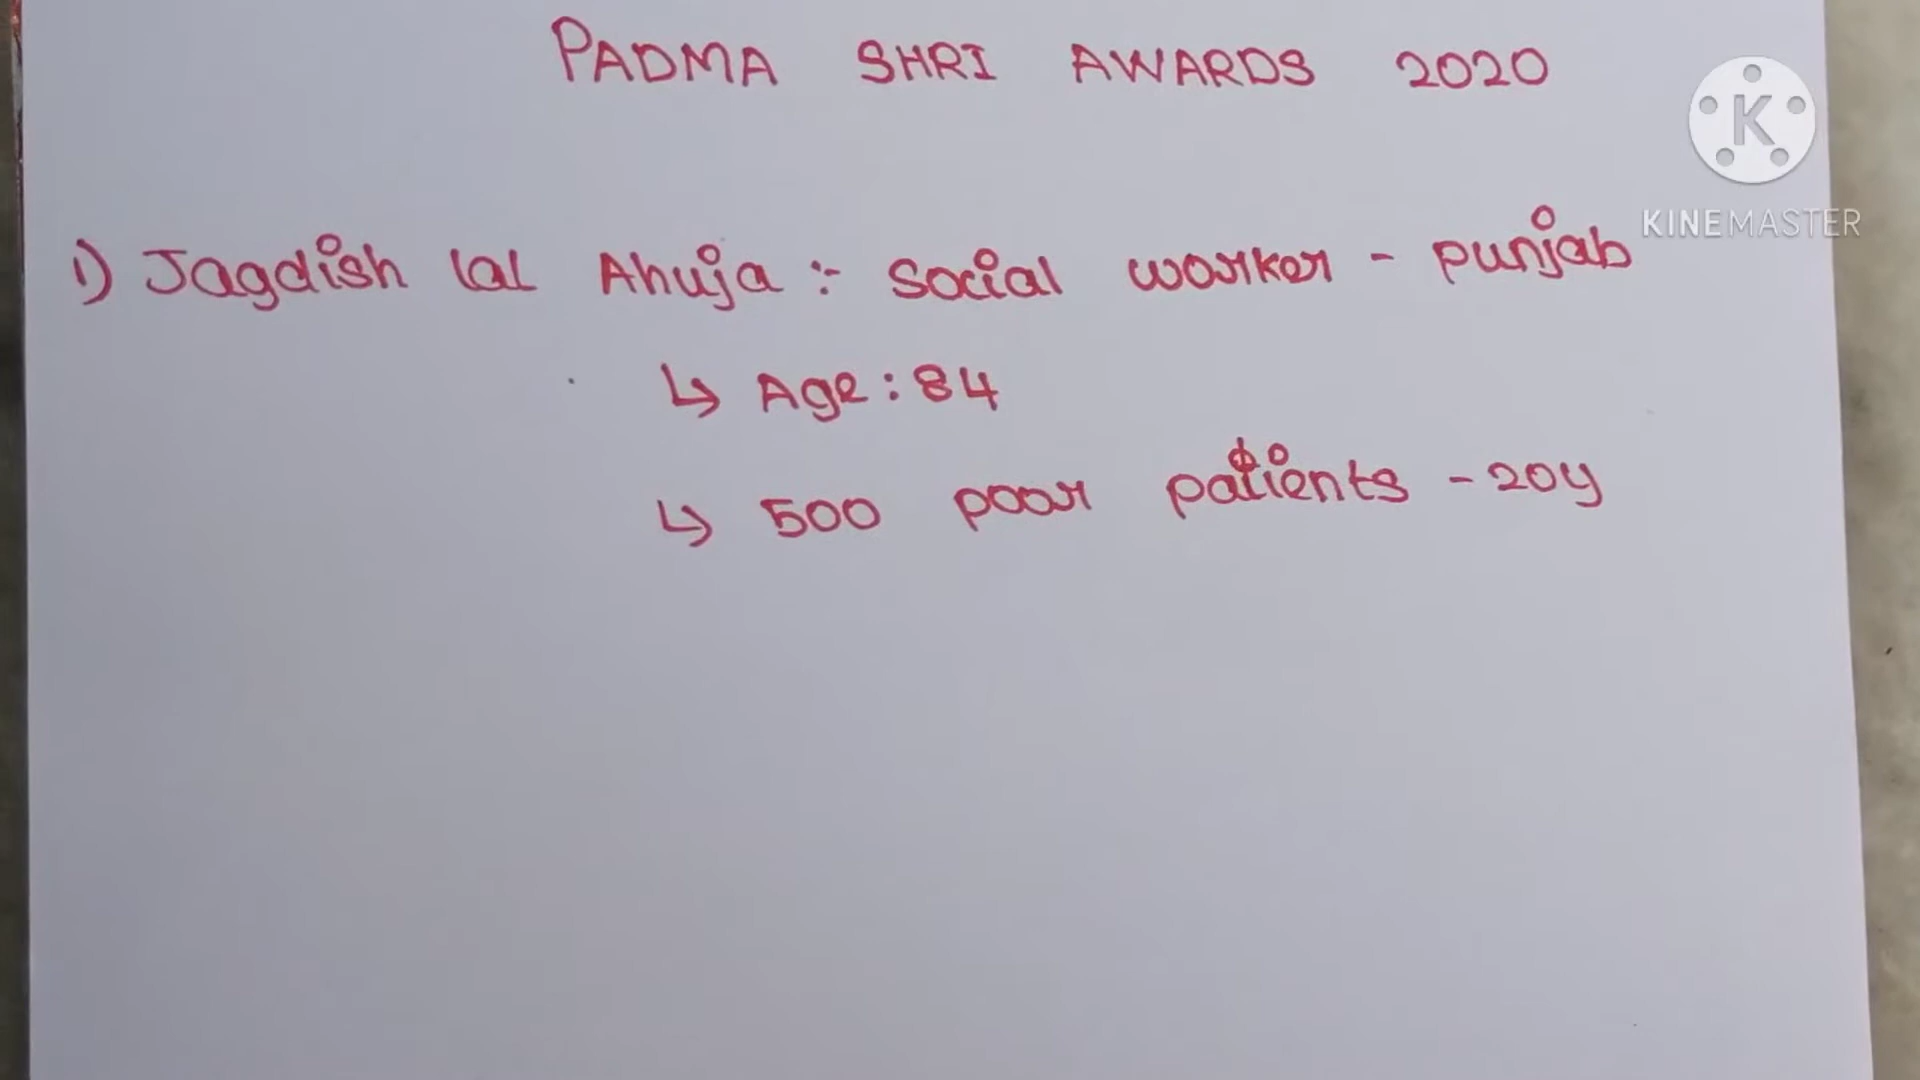 PADMA SHRI AWARDS 2020
K
KINEMASTER
1) Jagdish lal Ahuja :- Social worker - punjab
↳ Age : 84
↳ 500 poor patients - 20y